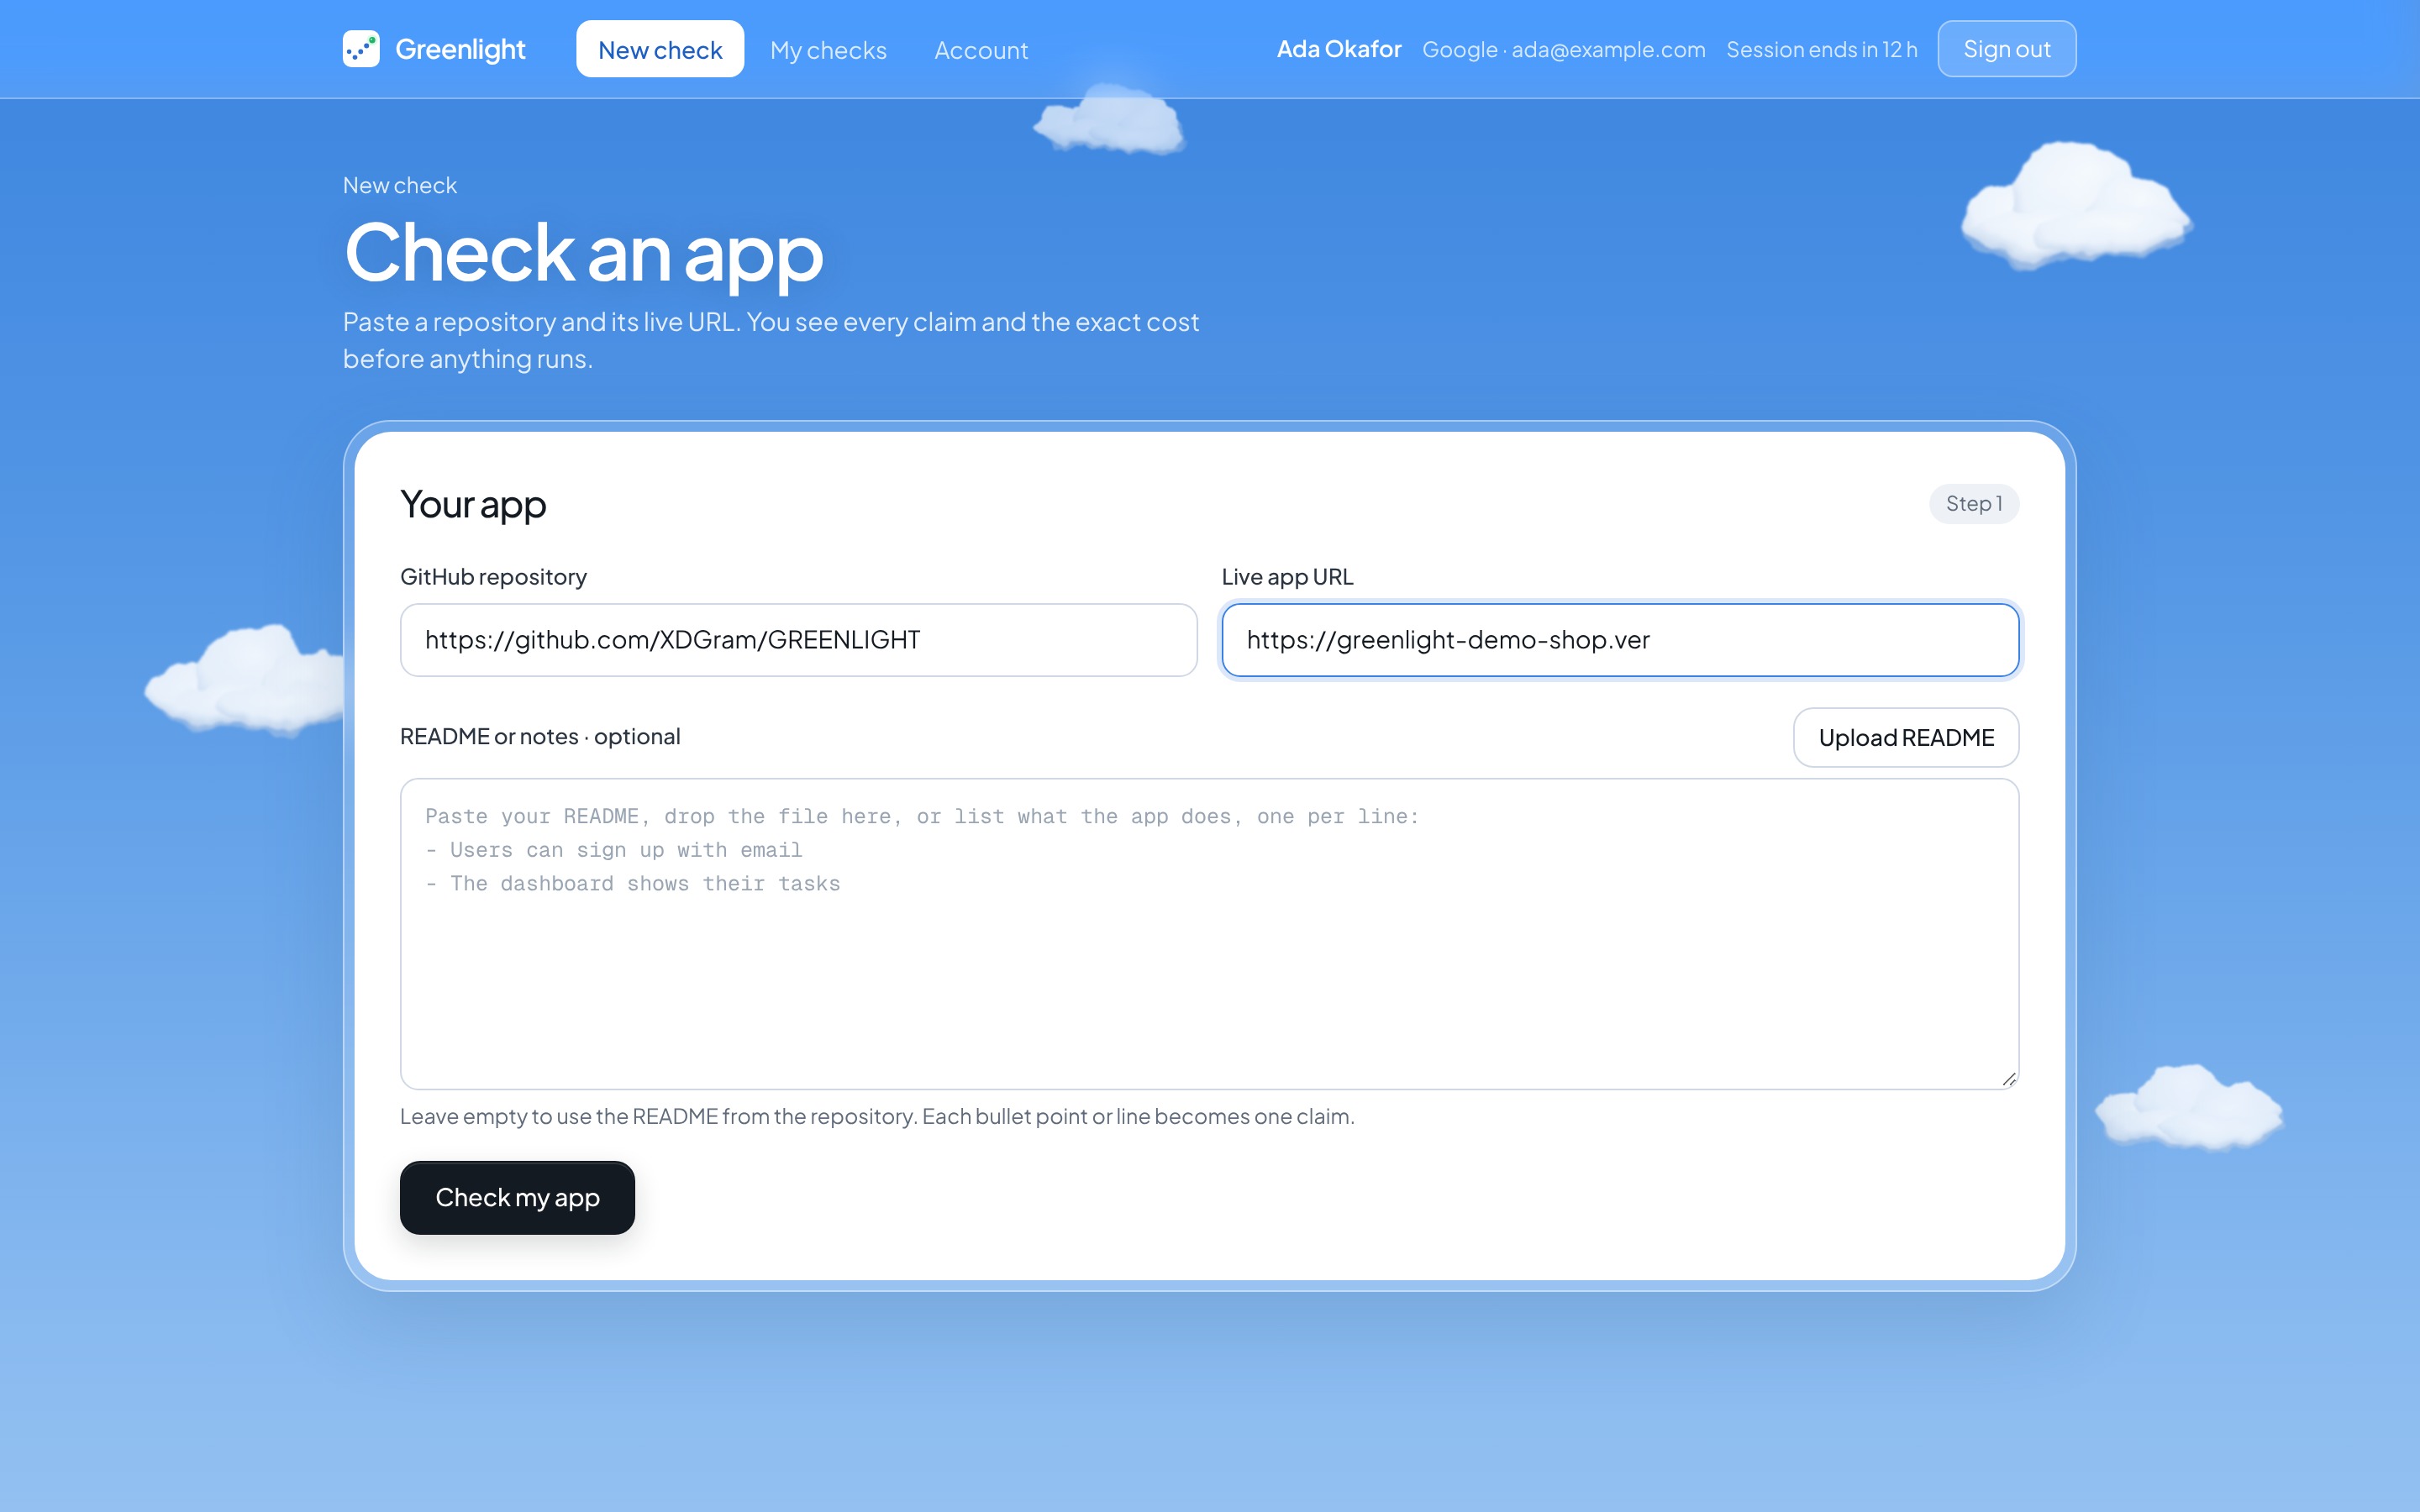 Greenlight
New check
My checks
Account
Ada Okafor
Google · ada@example.com
Session ends in 12 h
Sign out
New check
Check an app
Paste a repository and its live URL. You see every claim and the exact cost
before anything runs.
Your app
Step 1
GitHub repository
Live app URL
https://github.com/XDGram/GREENLIGHT
https://greenlight-demo-shop.ver
README or notes · optional
Upload README
Paste your README, drop the file here, or list what the app does, one per line:
- Users can sign up with email
- The dashboard shows their tasks
Leave empty to use the README from the repository. Each bullet point or line becomes one claim.
Check my app